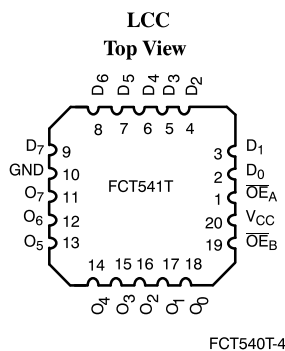 LCC
Top View
D6 D5 D4 D3 D2
8 7 6 5 4
D7 9 3 D1
GND 10 2 D0
O7 11 FCT541T 1 OEA
O6 12 20 VCC
O5 13 19 OEB
14 15 16 17 18
O4 O3 O2 O1 O0
FCT540T-4